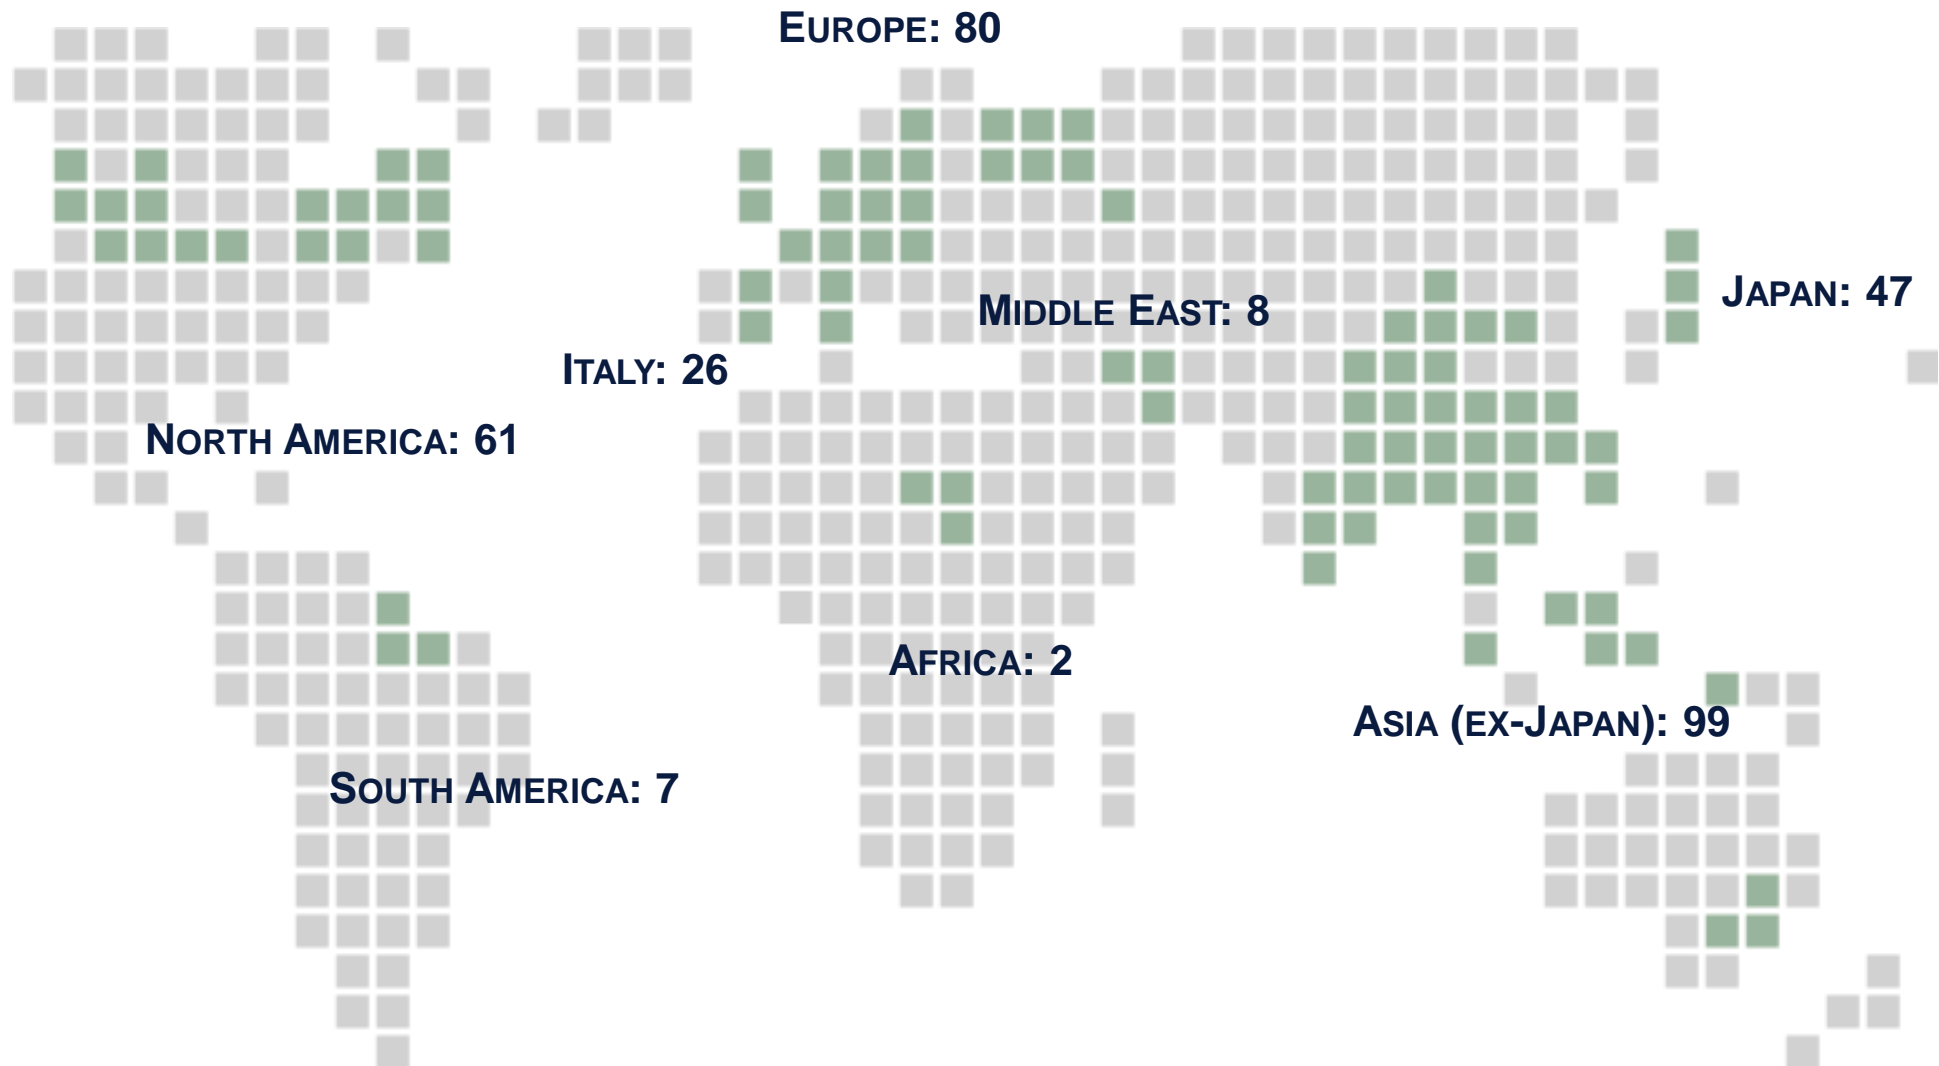 Europe: 80
Japan: 47
Middle East: 8
Italy: 26
North America: 61
Africa: 2
Asia (ex-Japan): 99
South America: 7